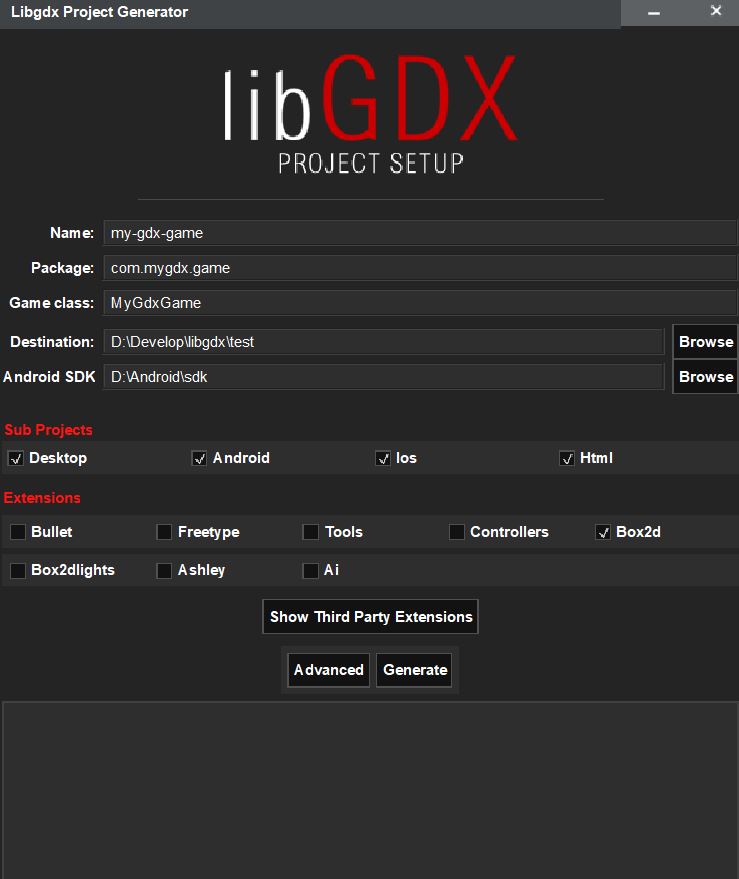 Libgdx Project Generator
libGDX
PROJECT SETUP
Name: my-gdx-game
Package: com.mygdx.game
Game class: MyGdxGame
Destination: D:\Develop\libgdx\test Browse
Android SDK D:\Android\sdk Browse
Sub Projects
Desktop Android Ios Html
Extensions
Bullet Freetype Tools Controllers Box2d
Box2dlights Ashley Ai
Show Third Party Extensions
Advanced Generate